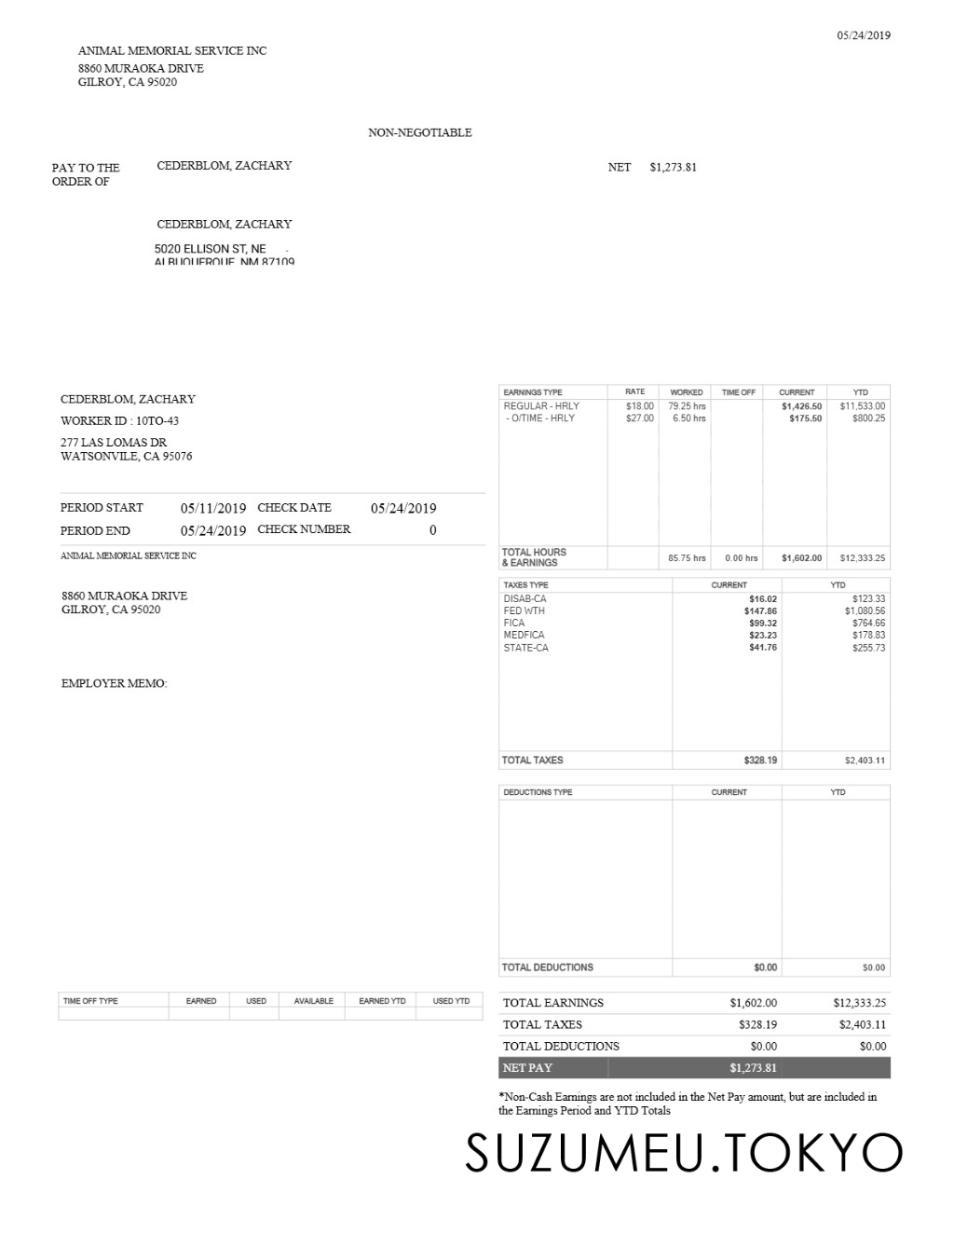 05/24/2019
ANIMAL MEMORIAL SERVICE INC
8860 MURAOKA DRIVE
GILROY, CA 95020
NON-NEGOTIABLE
PAY TO THE ORDER OF
CEDERBLOM, ZACHARY
NET $1,273.81
CEDERBLOM, ZACHARY
5020 ELLISON ST, NE
ALBUQUERQUE, NM 87109
CEDERBLOM, ZACHARY
WORKER ID : 10TO-43
277 LAS LOMAS DR
WATSONVILE, CA 95076
PERIOD START 05/11/2019 CHECK DATE 05/24/2019
PERIOD END 05/24/2019 CHECK NUMBER 0
ANIMAL MEMORIAL SERVICE INC
8860 MURAOKA DRIVE
GILROY, CA 95020
EMPLOYER MEMO:
EARNINGS TYPE RATE WORKED TIME OFF CURRENT YTD
REGULAR - HRLY $18.00 79.25 hrs $1,426.50 $11,533.00
- O/TIME - HRLY $27.00 6.50 hrs $175.50 $800.25
TOTAL HOURS
& EARNINGS 85.75 hrs 0.00 hrs $1,602.00 $12,333.25
TAXES TYPE CURRENT YTD
DISAB-CA $16.02 $123.33
FED WTH $147.86 $1,080.56
FICA $99.32 $764.66
MEDFICA $23.23 $178.83
STATE-CA $41.76 $255.73
TOTAL TAXES $328.19 $2,403.11
DEDUCTIONS TYPE CURRENT YTD
TOTAL DEDUCTIONS $0.00 $0.00
TIME OFF TYPE EARNED USED AVAILABLE EARNED YTD USED YTD
TOTAL EARNINGS $1,602.00 $12,333.25
TOTAL TAXES $328.19 $2,403.11
TOTAL DEDUCTIONS $0.00 $0.00
NET PAY $1,273.81
*Non-Cash Earnings are not included in the Net Pay amount, but are included in
the Earnings Period and YTD Totals
SUZUMEU.TOKYO